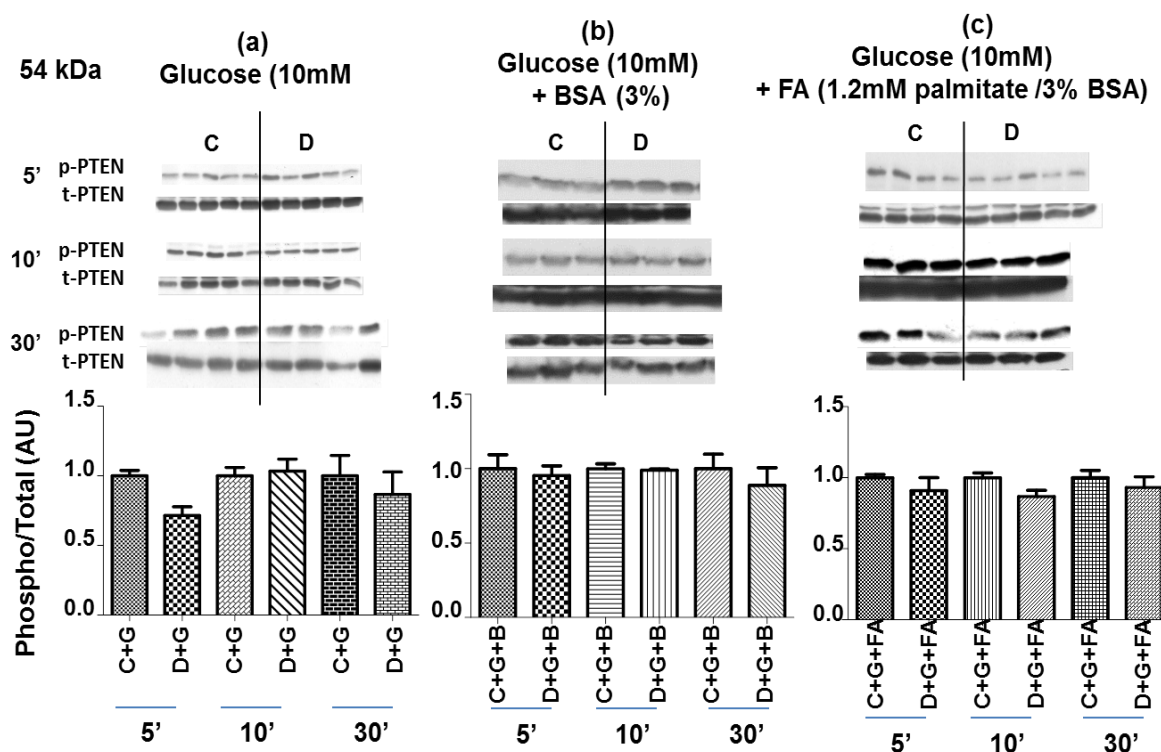 (a)
54 kDa
Glucose (10mM
(b)
Glucose (10mM)
+ BSA (3%)
(c)
Glucose (10mM)
+ FA (1.2mM palmitate /3% BSA)
C D
C D
C D
5’
p-PTEN
t-PTEN
10’
p-PTEN
t-PTEN
30’
p-PTEN
t-PTEN
Phospho/Total (AU)
1.5
1.0
0.5
0.0
C+G
D+G
C+G
D+G
C+G
D+G
5’ 10’ 30’
1.5
1.0
0.5
0.0
C+G+B
D+G+B
C+G+B
D+G+B
C+G+B
D+G+B
5’ 10’ 30’
1.5
1.0
0.5
0.0
C+G+FA
D+G+FA
C+G+FA
D+G+FA
C+G+FA
D+G+FA
5’ 10’ 30’